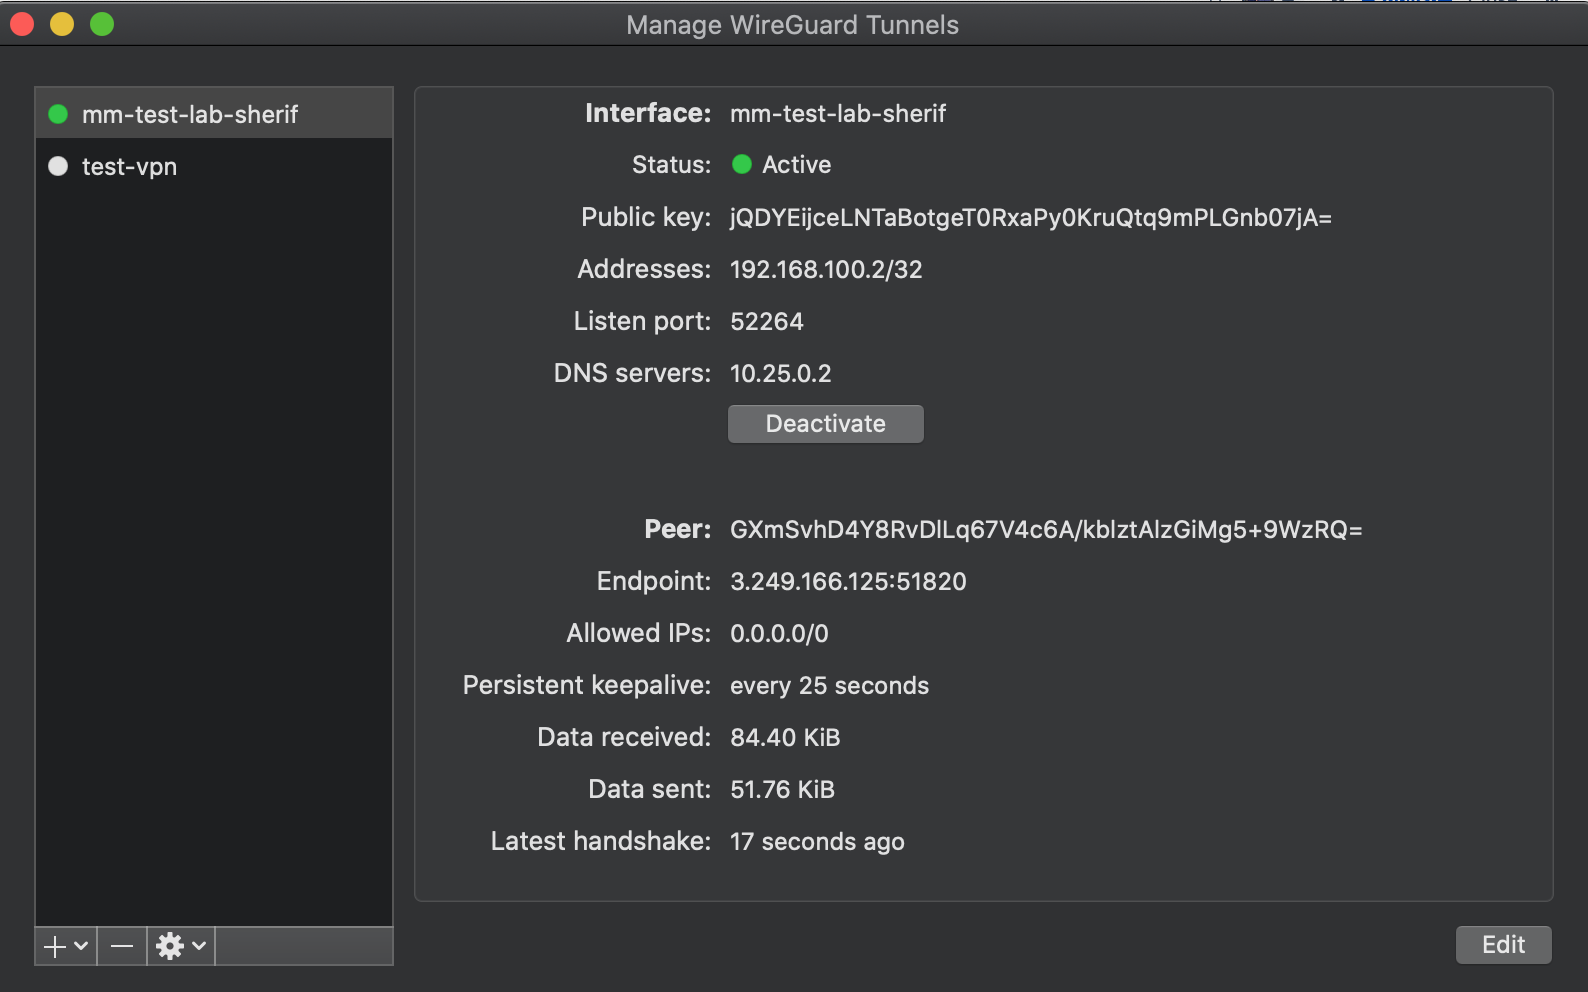 Manage WireGuard Tunnels
mm-test-lab-sherif
test-vpn
Interface: mm-test-lab-sherif
Status: Active
Public key: jQDYEijceLNTaBotgeT0RxaPy0KruQtq9mPLGnb07jA=
Addresses: 192.168.100.2/32
Listen port: 52264
DNS servers: 10.25.0.2
Deactivate
Peer: GXmSvhD4Y8RvDlLq67V4c6A/kblztAlzGiMg5+9WzRQ=
Endpoint: 3.249.166.125:51820
Allowed IPs: 0.0.0.0/0
Persistent keepalive: every 25 seconds
Data received: 84.40 KiB
Data sent: 51.76 KiB
Latest handshake: 17 seconds ago
Edit